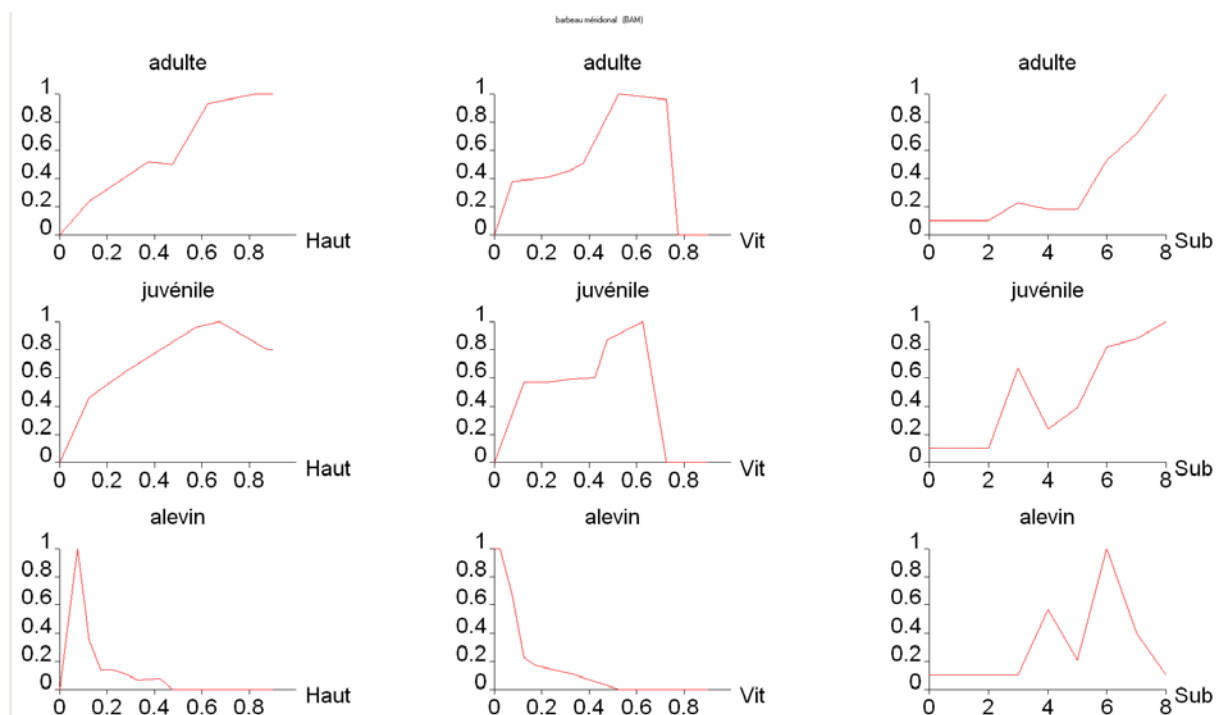 barbeau méridional (BAM)
adulte adulte adulte
1 1 1
0.8 0.8 0.8
0.6 0.6 0.6
0.4 0.4 0.4
0.2 0.2 0.2
0 Haut 0 Vit 0 Sub
0 0.2 0.4 0.6 0.8 0 0.2 0.4 0.6 0.8 0 2 4 6 8
juvénile juvénile juvénile
1 1 1
0.8 0.8 0.8
0.6 0.6 0.6
0.4 0.4 0.4
0.2 0.2 0.2
0 Haut 0 Vit 0 Sub
0 0.2 0.4 0.6 0.8 0 0.2 0.4 0.6 0.8 0 2 4 6 8
alevin alevin alevin
1 1 1
0.8 0.8 0.8
0.6 0.6 0.6
0.4 0.4 0.4
0.2 0.2 0.2
0 Haut 0 Vit 0 Sub
0 0.2 0.4 0.6 0.8 0 0.2 0.4 0.6 0.8 0 2 4 6 8